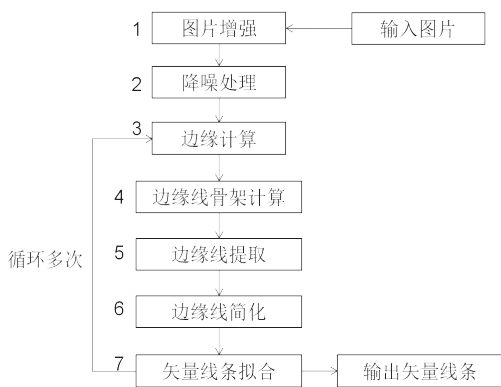 1 图片增强 输入图片
2 降噪处理
3 边缘计算
4 边缘线骨架计算
5 边缘线提取
循环多次
6 边缘线简化
7 矢量线条拟合 输出矢量线条